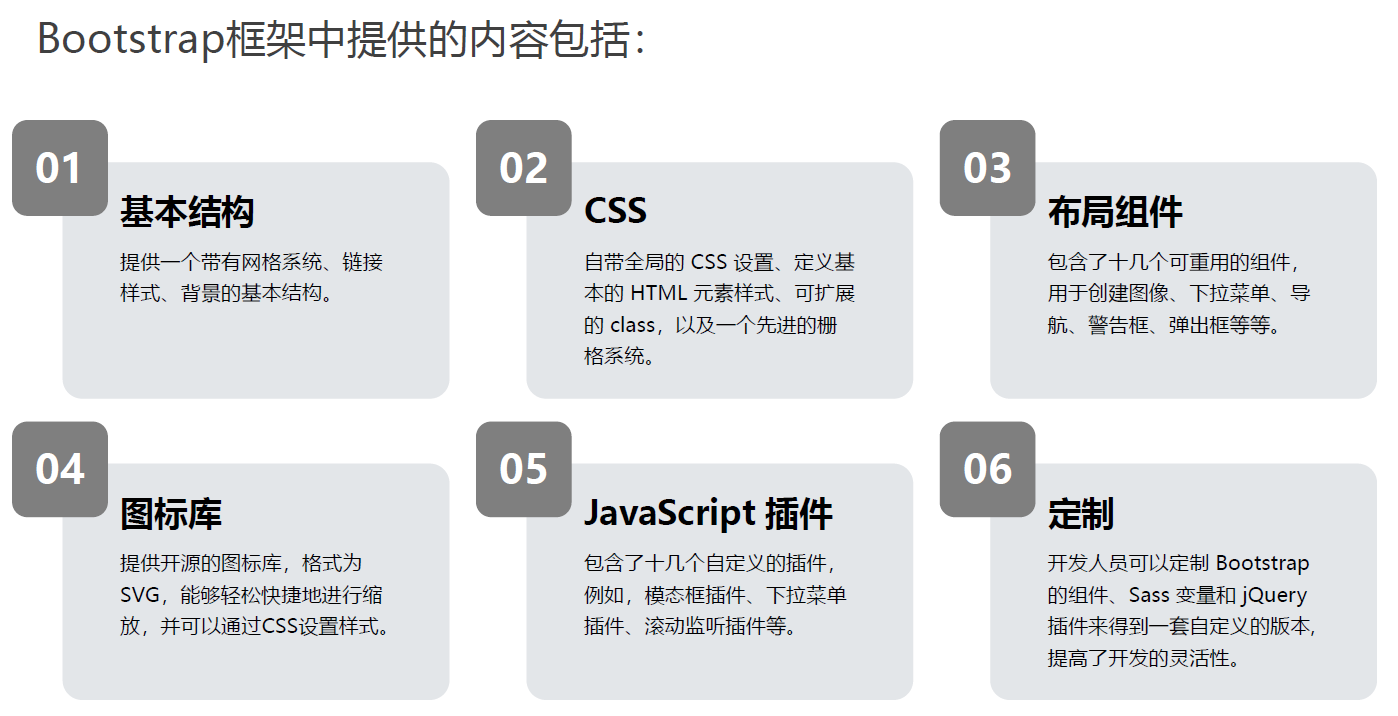 Bootstrap框架中提供的内容包括：
01
基本结构
提供一个带有网格系统、链接
样式、背景的基本结构。
02
CSS
自带全局的 CSS 设置、定义基
本的 HTML 元素样式、可扩展
的 class，以及一个先进的栅
格系统。
03
布局组件
包含了十几个可重用的组件，
用于创建图像、下拉菜单、导
航、警告框、弹出框等等。
04
图标库
提供开源的图标库，格式为
SVG，能够轻松快捷地进行缩
放，并可以通过CSS设置样式。
05
JavaScript 插件
包含了十几个自定义的插件，
例如，模态框插件、下拉菜单
插件、滚动监听插件等。
06
定制
开发人员可以定制 Bootstrap
的组件、Sass 变量和 jQuery
插件来得到一套自定义的版本,
提高了开发的灵活性。